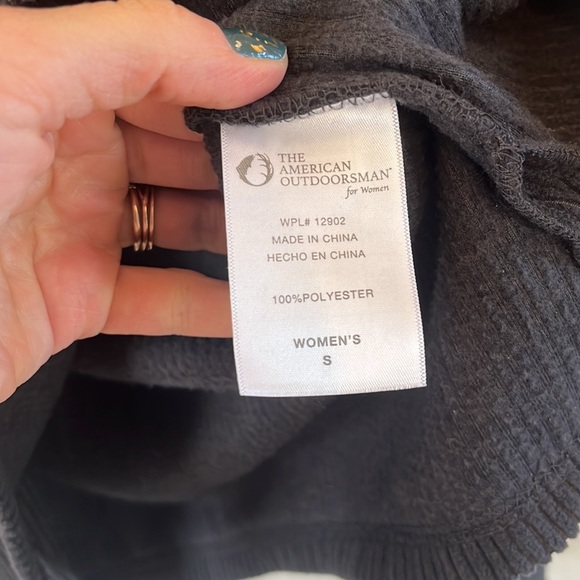 THE
AMERICAN
OUTDOORSMAN
for Women
WPL# 12902
MADE IN CHINA
HECHO EN CHINA
100%POLYESTER
WOMEN'S
S